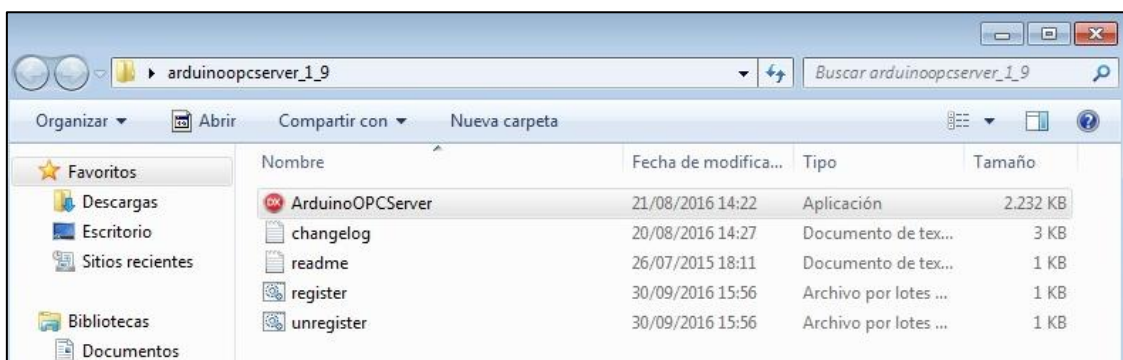 arduinoopcserver_1_9
Buscar arduinoopcserver_1_9
Organizar Abrir Compartir con Nueva carpeta
Favoritos
Descargas
Escritorio
Sitios recientes
Bibliotecas
Documentos
Nombre Fecha de modifica... Tipo Tamaño
ArduinoOPCServer 21/08/2016 14:22 Aplicación 2.232 KB
changelog 20/08/2016 14:27 Documento de tex... 3 KB
readme 26/07/2015 18:11 Documento de tex... 1 KB
register 30/09/2016 15:56 Archivo por lotes ... 1 KB
unregister 30/09/2016 15:56 Archivo por lotes ... 1 KB